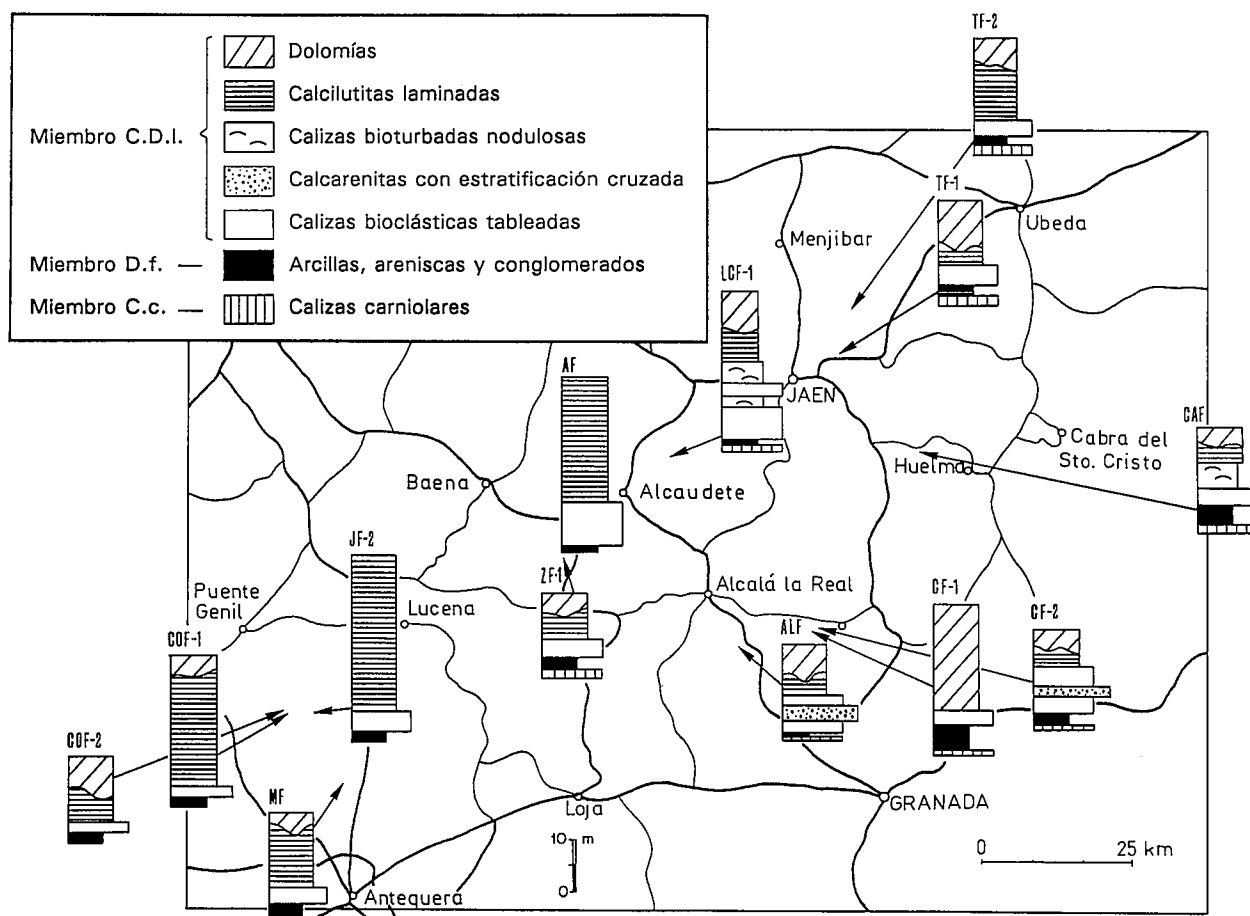 Miembro C.D.l.
Dolomías
Calcilutitas laminadas
Calizas bioturbadas nodulosas
Calcarenitas con estratificación cruzada
Calizas bioclásticas tableadas
Miembro D.f. —
Arcillas, areniscas y conglomerados
Miembro C.c. —
Calizas carniolares
TF-2
TF-1
Ubeda
Menjibar
LCF-1
JAEN
AF
CAF
Cabra del
Sto. Cristo
Huelma
Baena
Alcaudete
JF-2
ZF-1
Alcalá la Real
Puente
Genil
Lucena
COF-1
ALF
GF-1
GF-2
COF-2
MF
Loja
GRANADA
10 m
0
0 25 km
Antequera